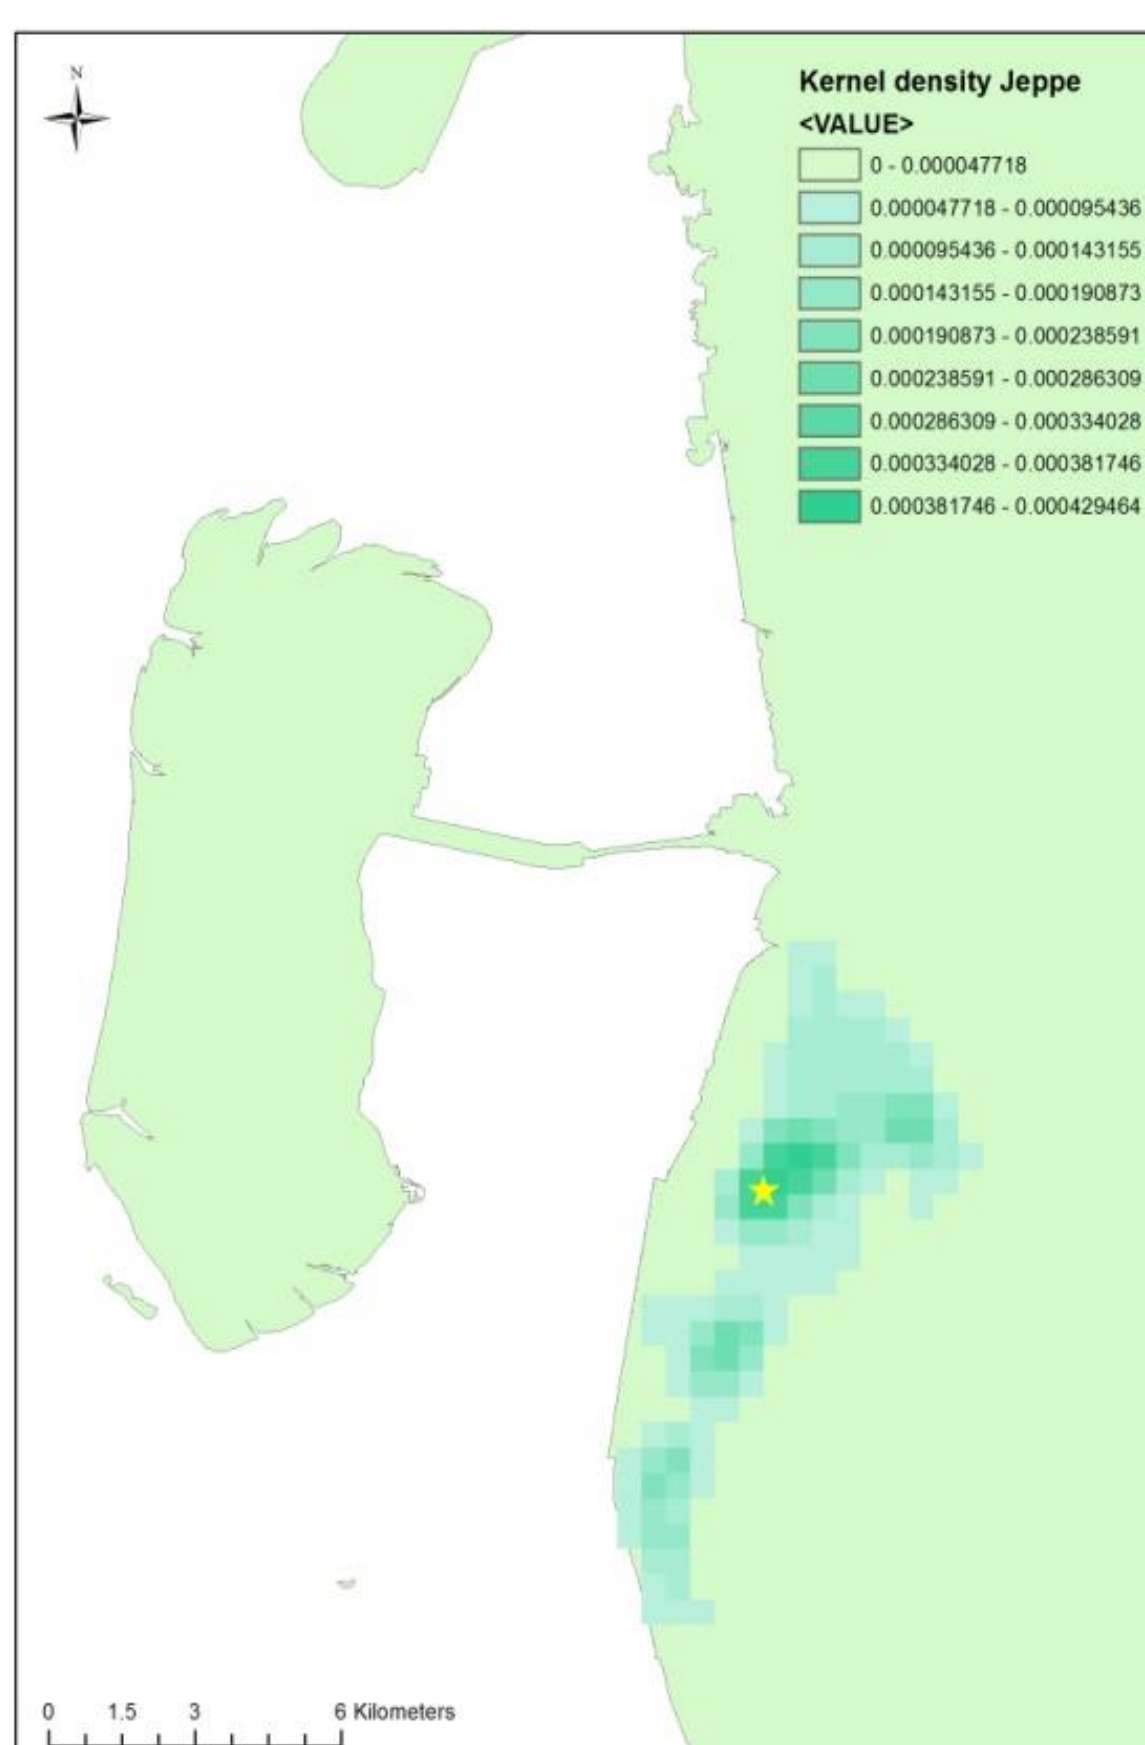 N
Kernel density Jeppe
<VALUE>
0 - 0.000047718
0.000047718 - 0.000095436
0.000095436 - 0.000143155
0.000143155 - 0.000190873
0.000190873 - 0.000238591
0.000238591 - 0.000286309
0.000286309 - 0.000334028
0.000334028 - 0.000381746
0.000381746 - 0.000429464
0 1.5 3 6 Kilometers